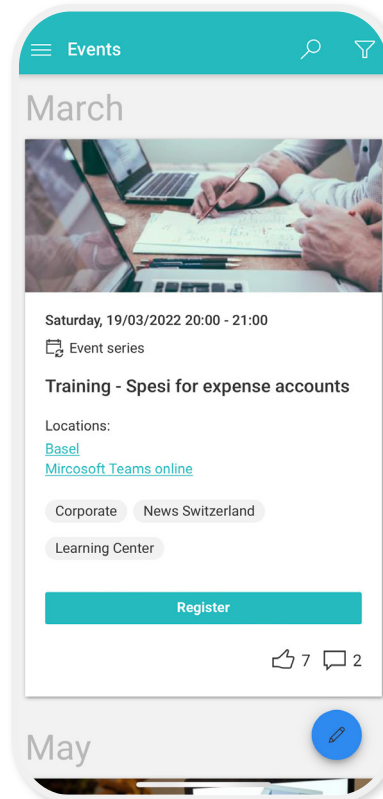 Events
March
Saturday, 19/03/2022 20:00 - 21:00
Event series
Training - Spesi for expense accounts
Locations:
Basel
Mircosoft Teams online
Corporate News Switzerland
Learning Center
Register
7 2
May